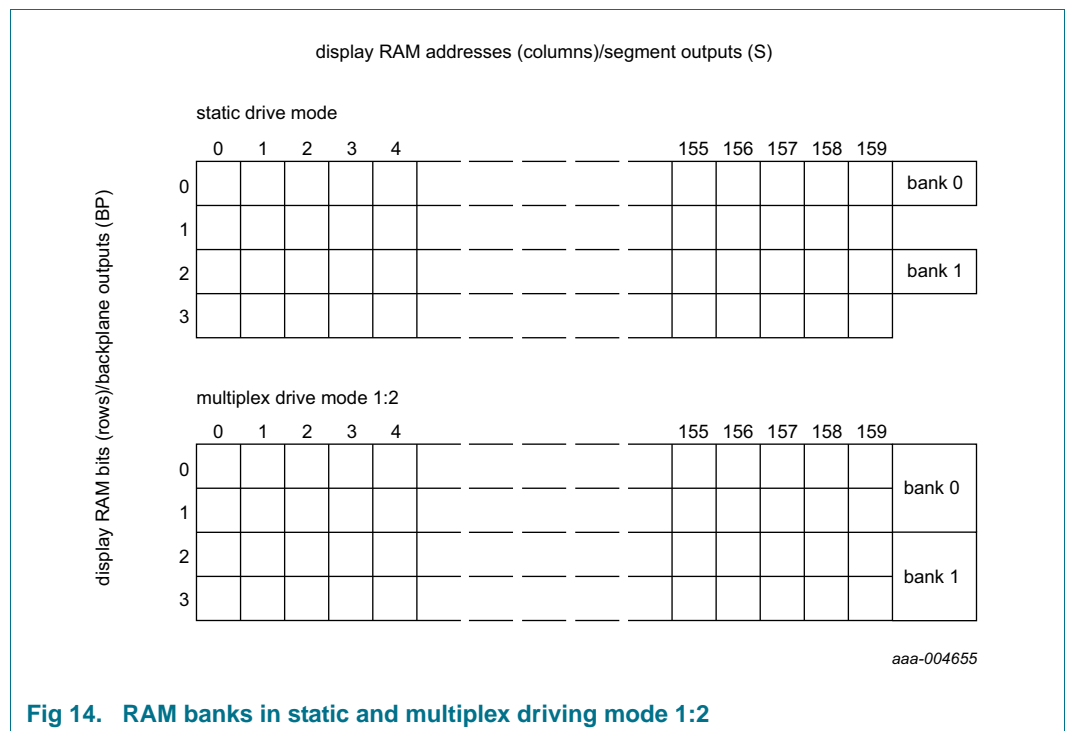 display RAM addresses (columns)/segment outputs (S)
display RAM bits (rows)/backplane outputs (BP)
static drive mode
0 1 2 3 4 155 156 157 158 159
0 bank 0
1
2 bank 1
3
multiplex drive mode 1:2
0 1 2 3 4 155 156 157 158 159
0
bank 0
1
2
bank 1
3
aaa-004655
Fig 14. RAM banks in static and multiplex driving mode 1:2